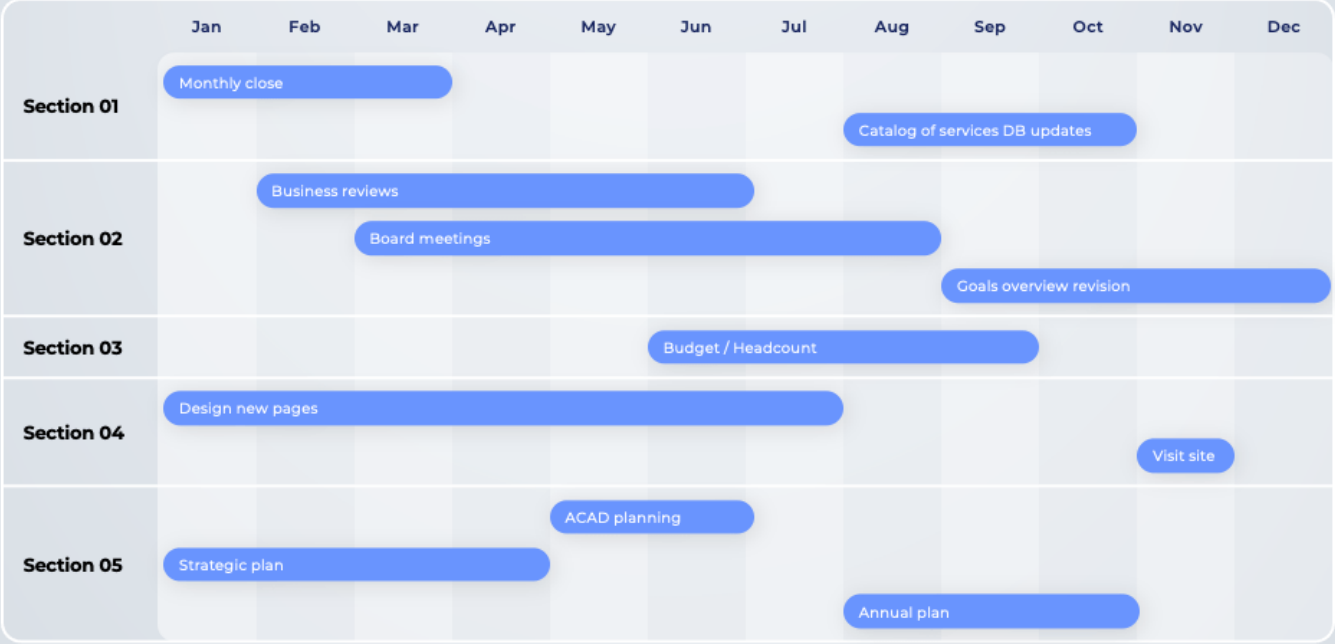 Jan Feb Mar Apr May Jun Jul Aug Sep Oct Nov Dec
Section 01
Monthly close
Catalog of services DB updates
Section 02
Business reviews
Board meetings
Goals overview revision
Section 03
Budget / Headcount
Section 04
Design new pages
Visit site
Section 05
ACAD planning
Strategic plan
Annual plan